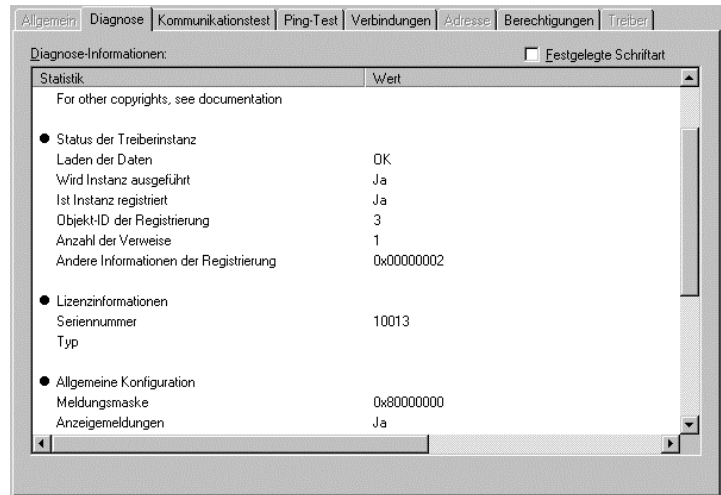 Allgemein Diagnose Kommunikationstest Ping-Test Verbindungen Adresse Berechtigungen Treiber
Diagnose-Informationen: Festgelegte Schriftart
Statistik Wert
For other copyrights, see documentation
Status der Treiberinstanz
Laden der Daten OK
Wird Instanz ausgeführt Ja
Ist Instanz registriert Ja
Objekt-ID der Registrierung 3
Anzahl der Verweise 1
Andere Informationen der Registrierung 0x00000002
Lizenzinformationen
Seriennummer 10013
Typ
Allgemeine Konfiguration
Meldungsmaske 0x80000000
Anzeigemeldungen Ja